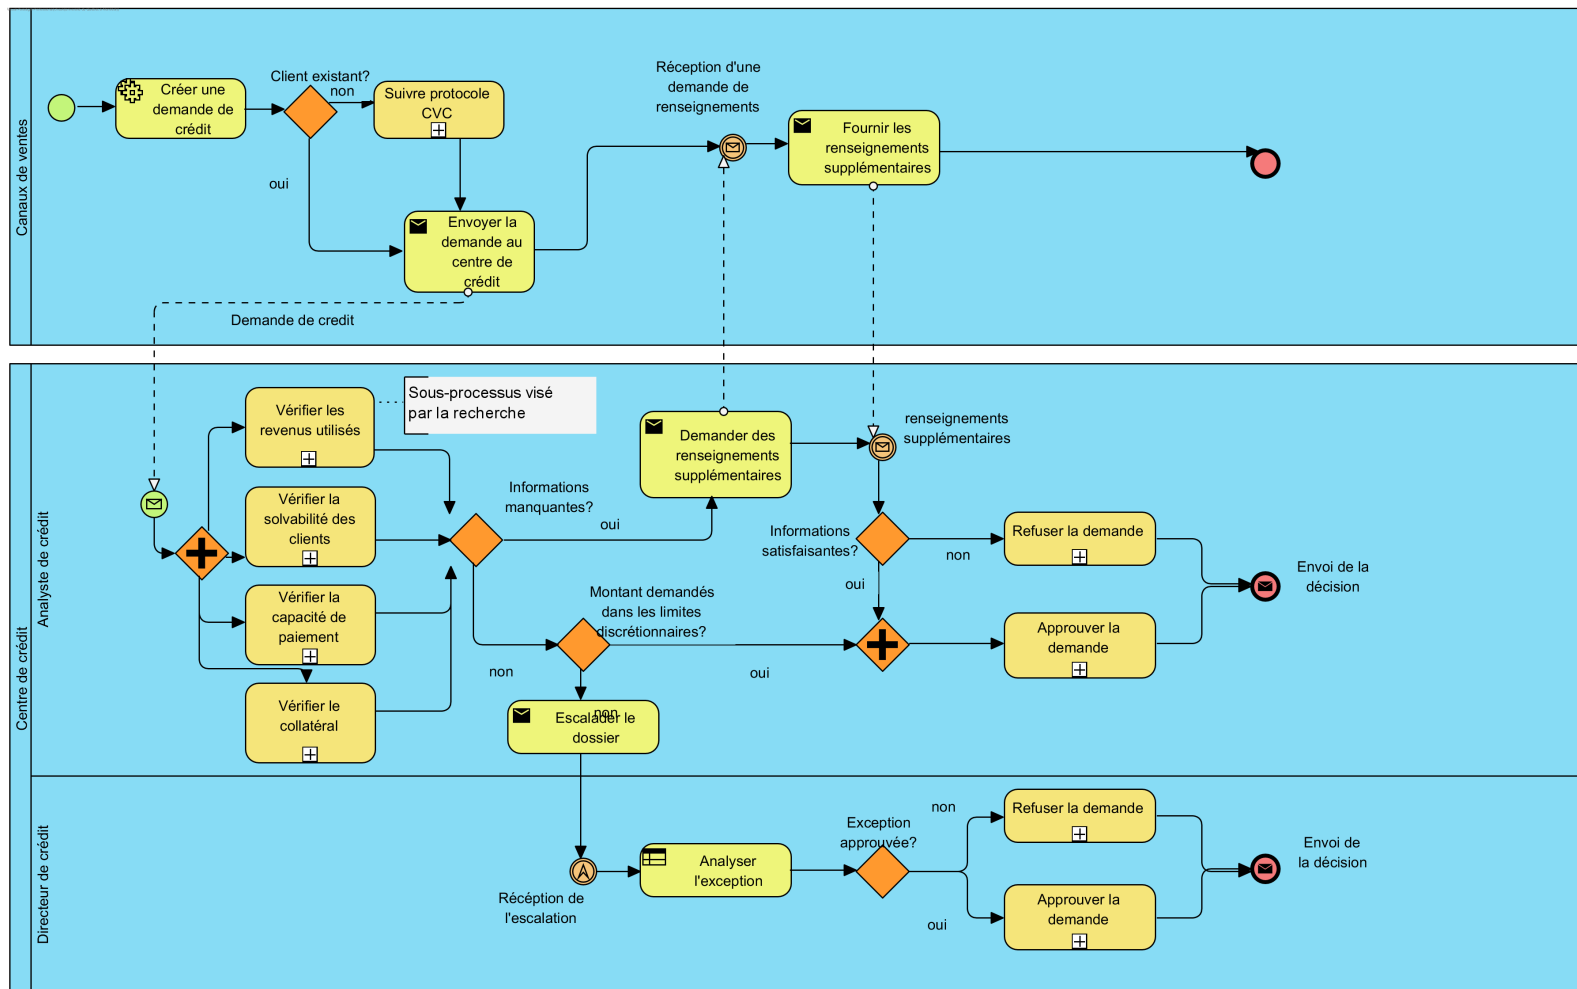 Canaux de ventes
Créer une
demande de
crédit
Client existant?
non
oui
Suivre protocole
CVC
Envoyer la
demande au
centre de
crédit
Demande de credit
Réception d'une
demande de
renseignements
Fournir les
renseignements
supplémentaires
Centre de crédit
Analyste de crédit
Vérifier les
revenus utilisés
Sous-processus visé
par la recherche
Vérifier la
solvabilité des
clients
Vérifier la
capacité de
paiement
Vérifier le
collatéral
Informations
manquantes?
oui
non
Demander des
renseignements
supplémentaires
renseignements
supplémentaires
Informations
satisfaisantes?
non
oui
Refuser la demande
Montant demandés
dans les limites
discrétionnaires?
oui
non
Escalader le
dossier
Approuver la
demande
Envoi de la
décision
Directeur de crédit
Récéption de
l'escalation
Analyser
l'exception
Exception
approuvée?
non
oui
Refuser la demande
Approuver la
demande
Envoi de
la décision